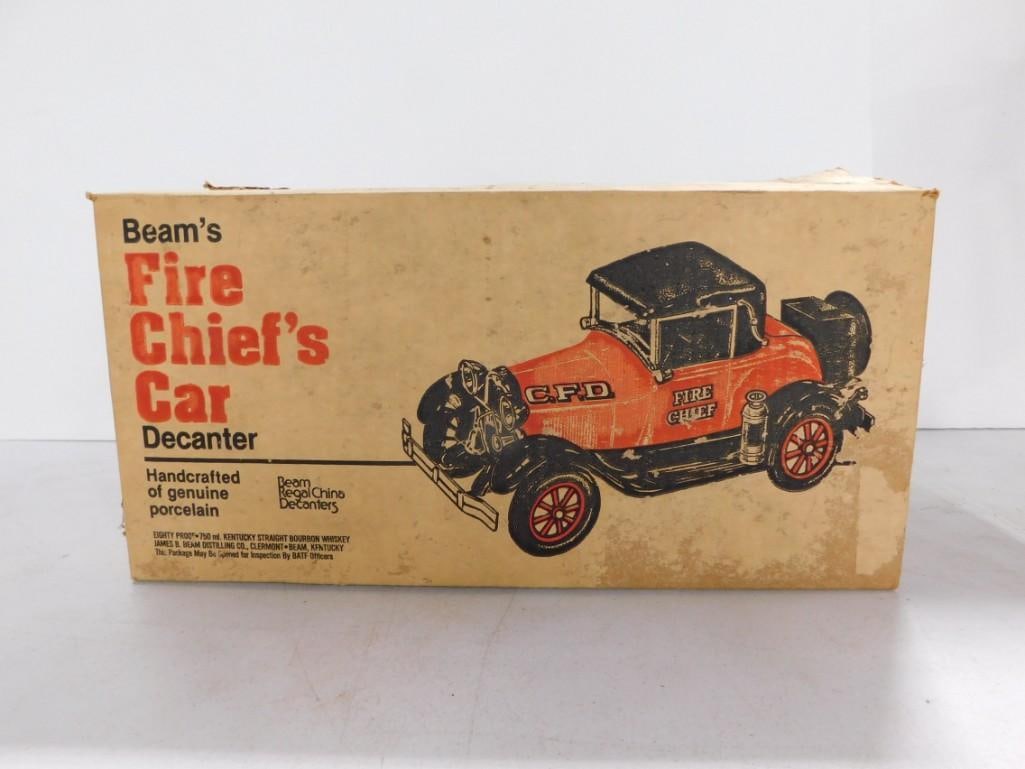 Beam's
Fire
Chief's
Car
Decanter
Handcrafted
of genuine
porcelain
Beam
Regal China
Decanters
EIGHTY PROOF • 750 ml. KENTUCKY STRAIGHT BOURBON WHISKEY
JAMES B. BEAM DISTILLING CO., CLERMONT • BEAM, KENTUCKY
This Package May Be Opened for Inspection By BATF Officers
C.F.D.
FIRE
CHIEF